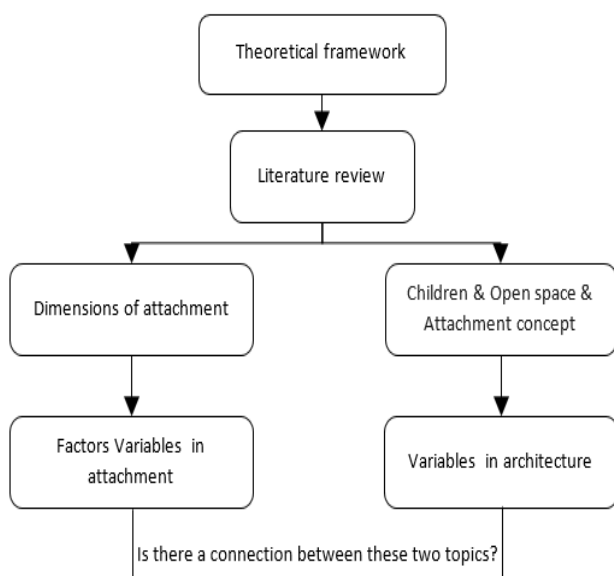 Theoretical framework
Literature review
Dimensions of attachment
Children & Open space &
Attachment concept
Factors Variables in
attachment
Variables in architecture
Is there a connection between these two topics?